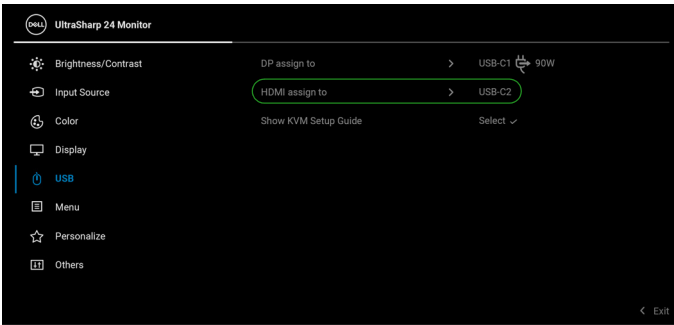 DELL UltraSharp 24 Monitor
Brightness/Contrast DP assign to > USB-C1 90W
Input Source HDMI assign to > USB-C2
Color Show KVM Setup Guide Select ✓
Display
USB
Menu
Personalize
Others
< Exit